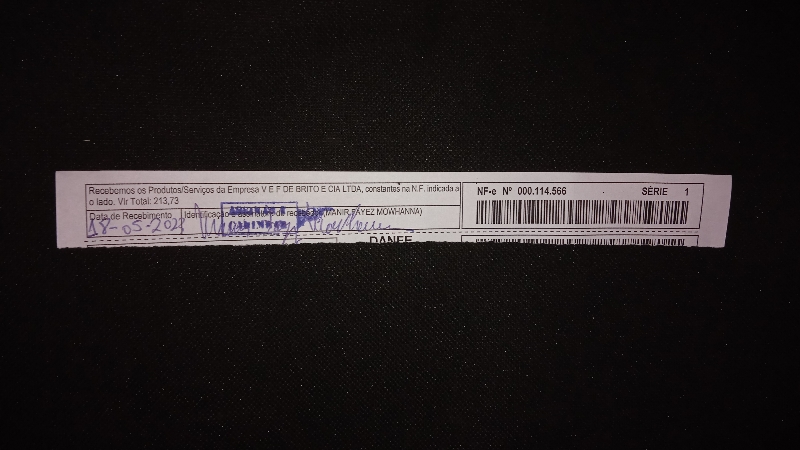 Recebemos os Produtos/Serviços da Empresa V E F DE BRITO E CIA LTDA, constantes na N.F. indicada a
o lado. Vlr Total: 213,73
NF-e Nº 000.114.566 SÉRIE 1
Data de Recebimento Identificação e assinatura do recebedor (MANIR FAYEZ MOWHANNA)
18-05-202
DANFE